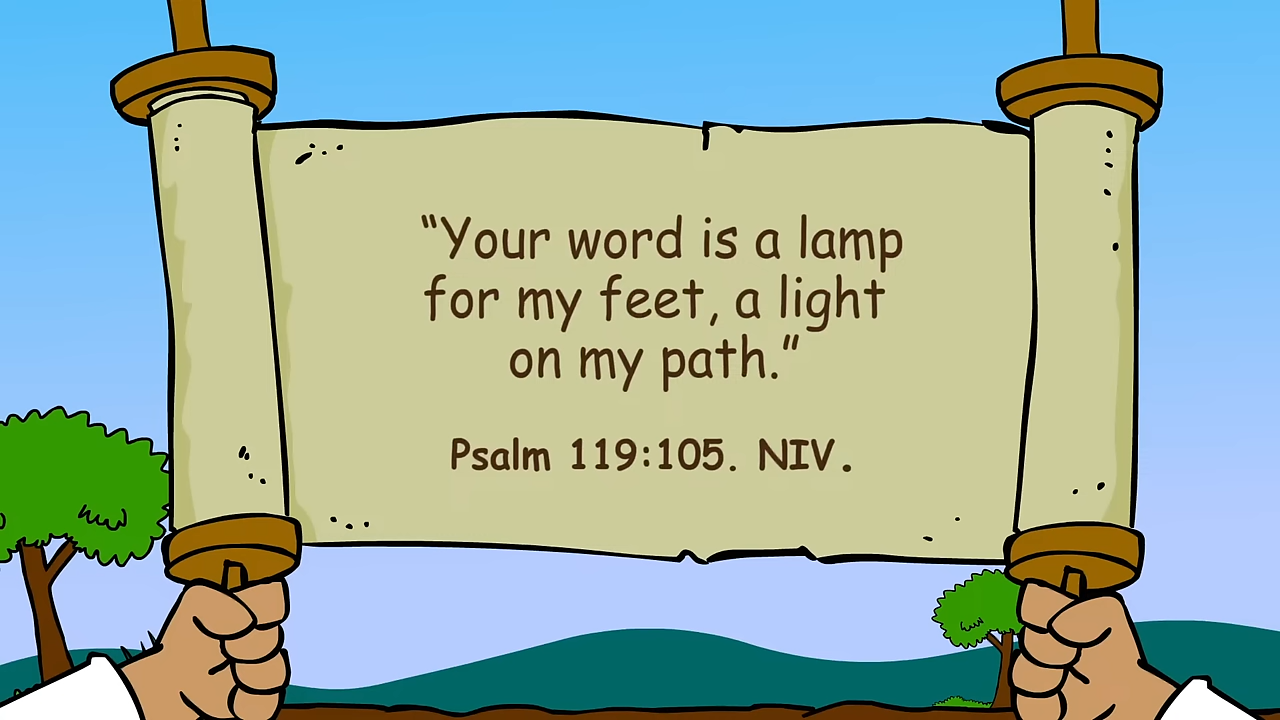 “Your word is a lamp
for my feet, a light
on my path.”
Psalm 119:105. NIV.